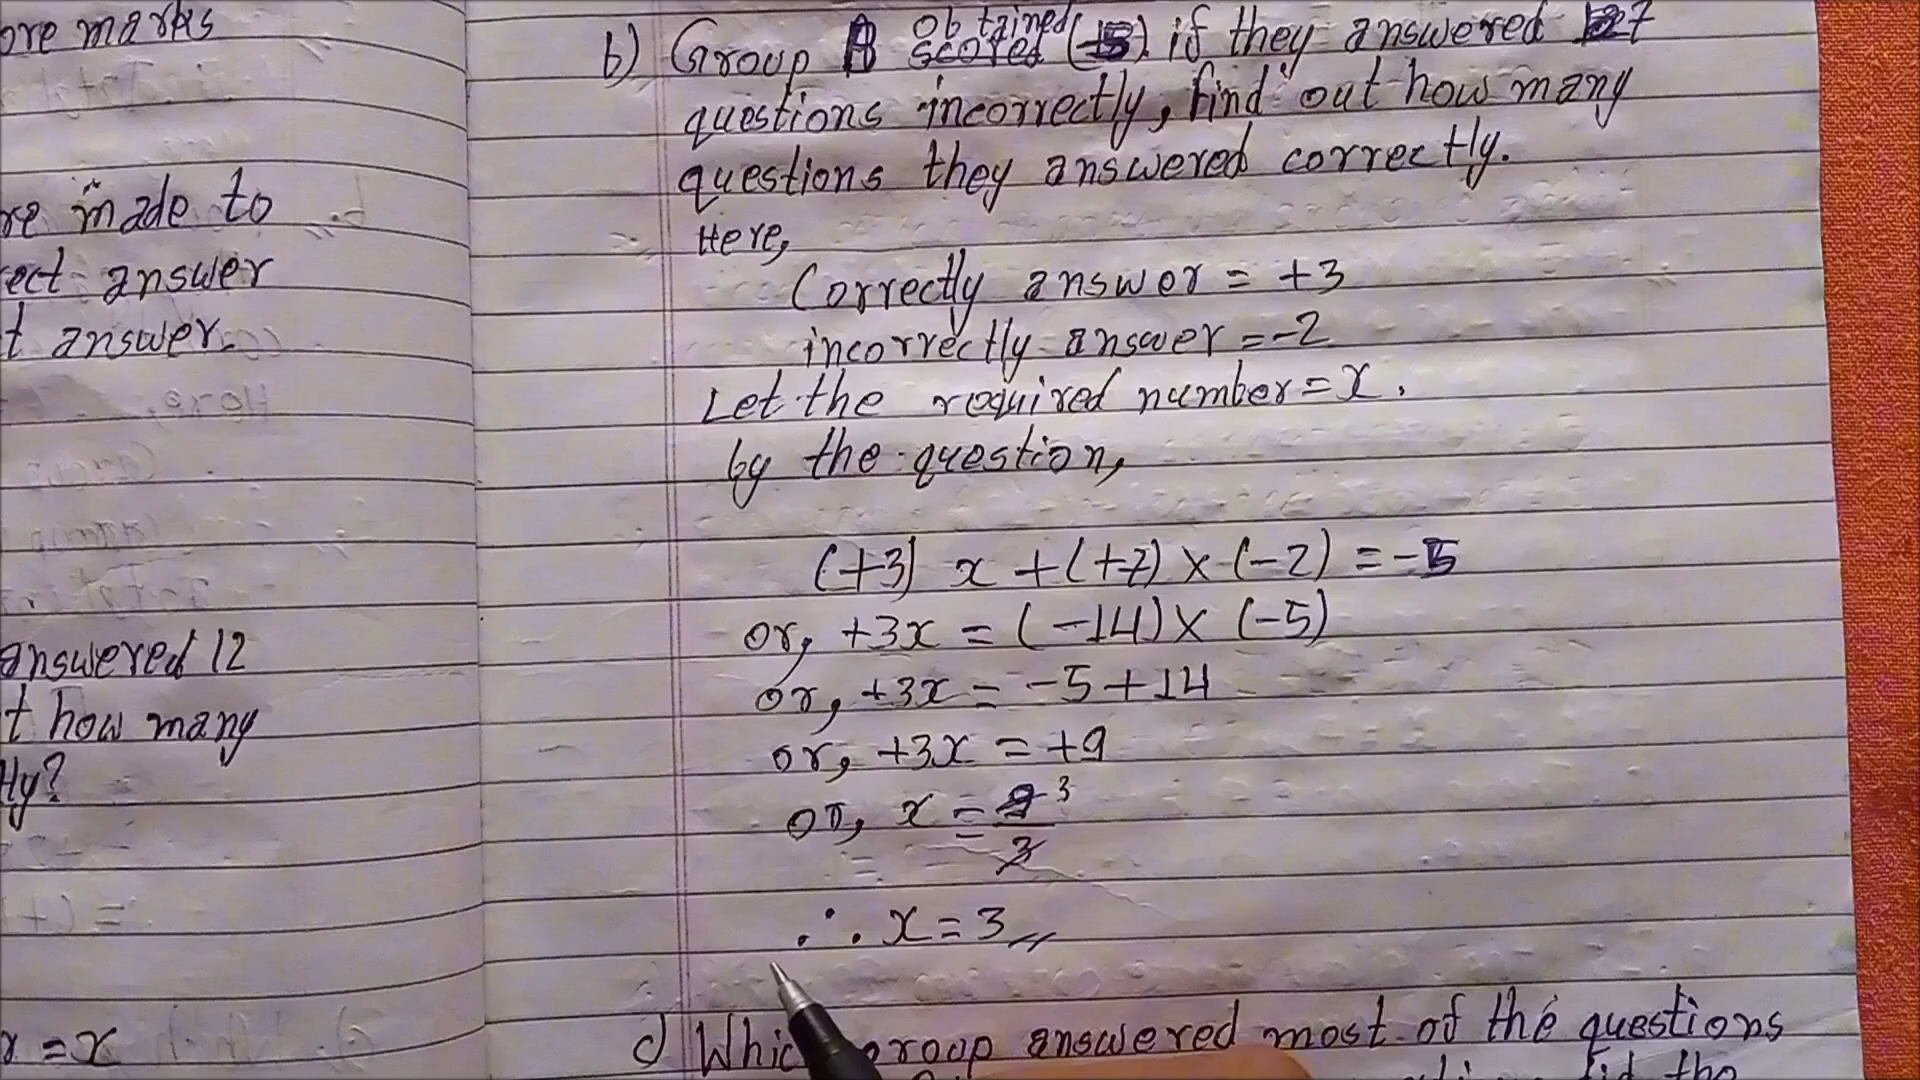 ore marks
re made to
ect answer
t answer.
answered 12
t how many
tly?
= x
b) Group B obtained (-5) if they answered 7
questions incorrectly, find out how many
questions they answered correctly.
Here,
Correctly answer = +3
incorrectly answer = -2
Let the required number = x.
by the question,
(+3) x + (+7) × (-2) = -5
or, +3x = (-14) × (-5)
or, +3x = -5 + 14
or, +3x = +9
or, x = 9 3
3
∴ x = 3
c) Which group answered most of the questions